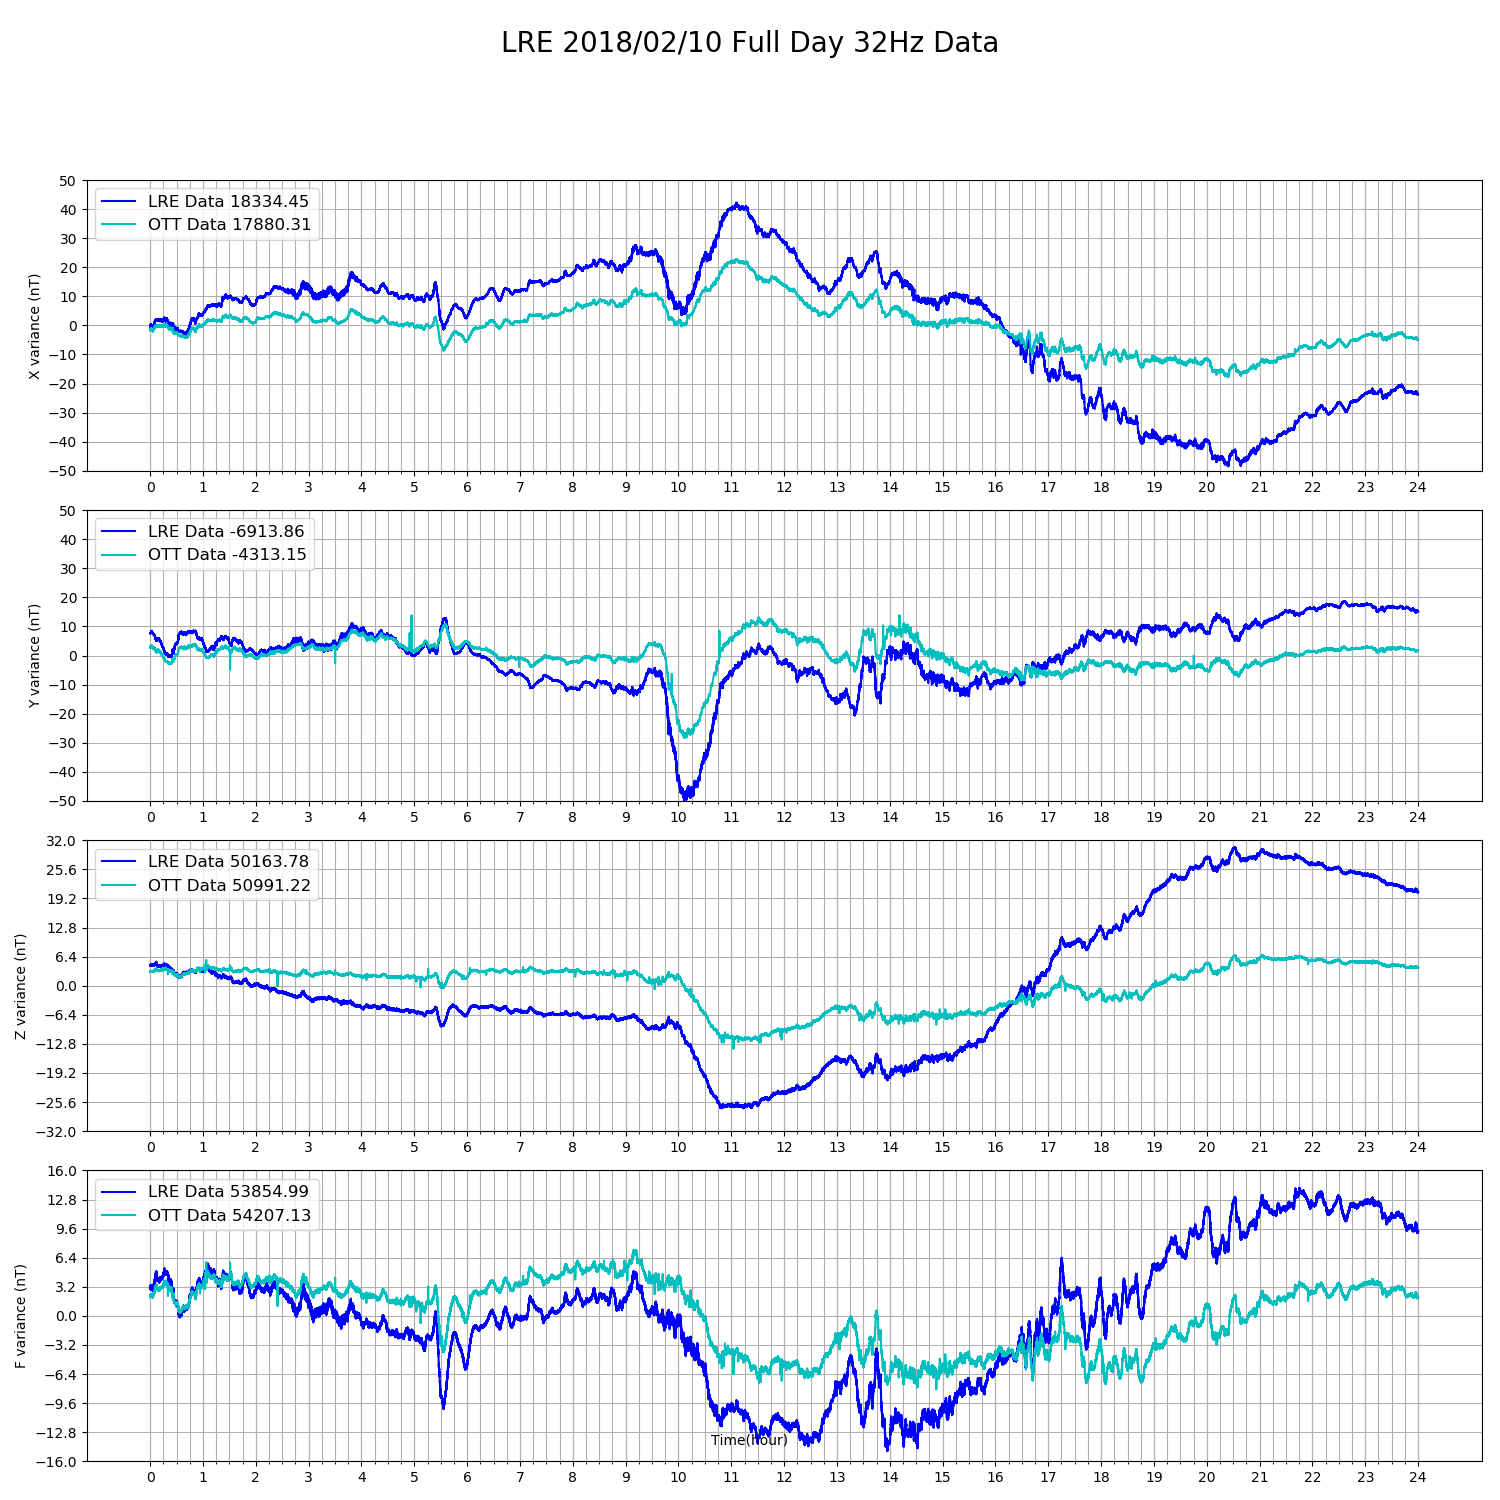 LRE 2018/02/10 Full Day 32Hz Data
X variance (nT)
50
40
30
20
10
0
−10
−20
−30
−40
−50
LRE Data 18334.45
OTT Data 17880.31
0 1 2 3 4 5 6 7 8 9 10 11 12 13 14 15 16 17 18 19 20 21 22 23 24
Y variance (nT)
50
40
30
20
10
0
−10
−20
−30
−40
−50
LRE Data -6913.86
OTT Data -4313.15
0 1 2 3 4 5 6 7 8 9 10 11 12 13 14 15 16 17 18 19 20 21 22 23 24
Z variance (nT)
32.0
25.6
19.2
12.8
6.4
0.0
−6.4
−12.8
−19.2
−25.6
−32.0
LRE Data 50163.78
OTT Data 50991.22
0 1 2 3 4 5 6 7 8 9 10 11 12 13 14 15 16 17 18 19 20 21 22 23 24
F variance (nT)
16.0
12.8
9.6
6.4
3.2
0.0
−3.2
−6.4
−9.6
−12.8
−16.0
LRE Data 53854.99
OTT Data 54207.13
Time(hour)
0 1 2 3 4 5 6 7 8 9 10 11 12 13 14 15 16 17 18 19 20 21 22 23 24